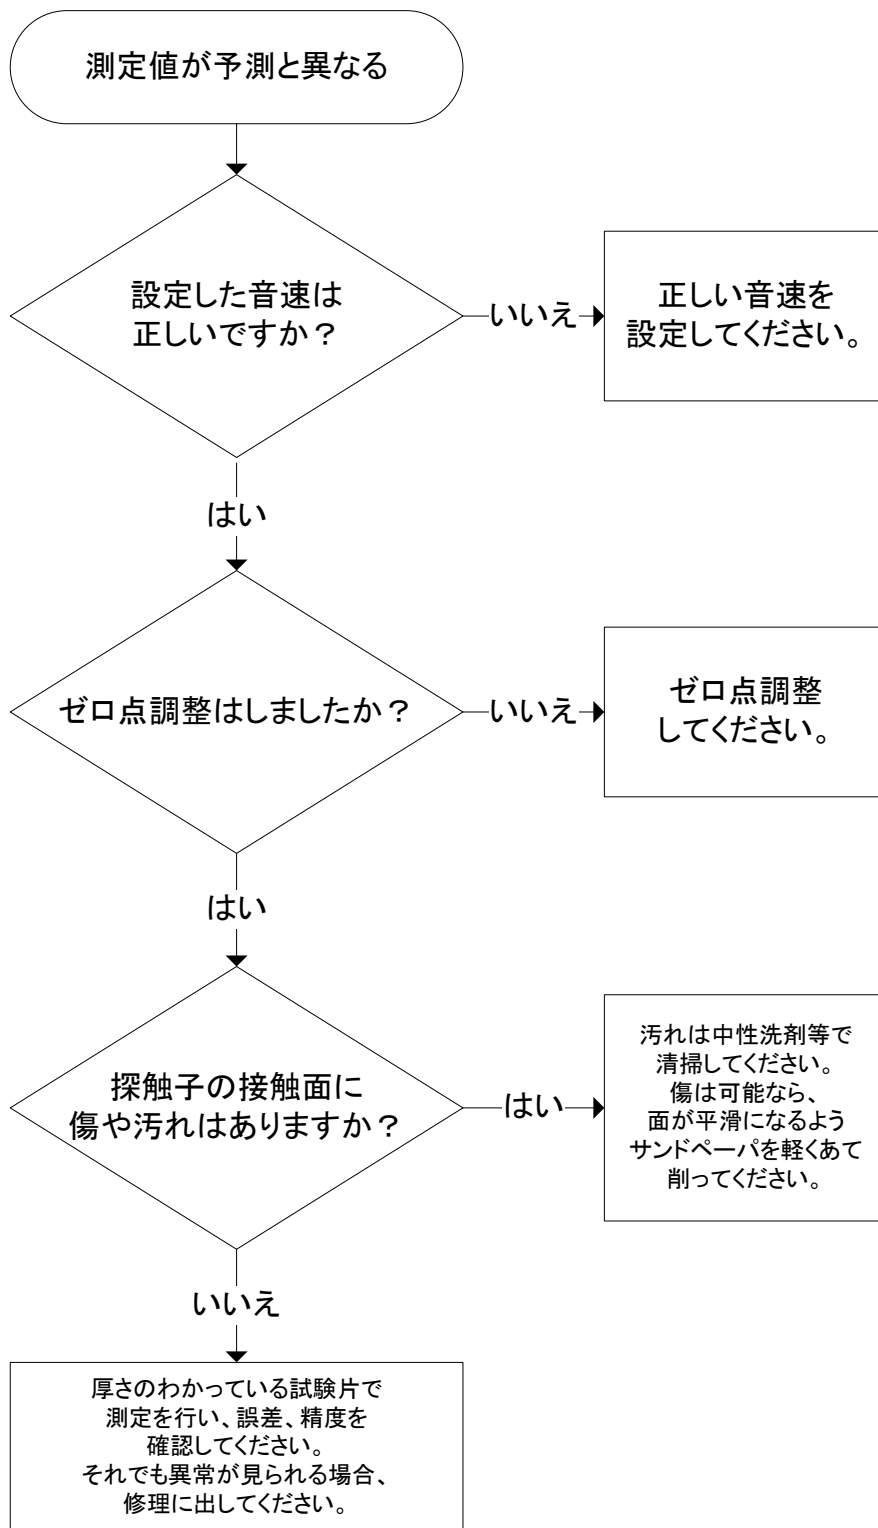 測定値が予測と異なる
設定した音速は
正しいですか？
いいえ
正しい音速を
設定してください。
はい
ゼロ点調整はしましたか？
いいえ
ゼロ点調整
してください。
はい
探触子の接触面に
傷や汚れはありますか？
はい
汚れは中性洗剤等で
清掃してください。
傷は可能なら、
面が平滑になるよう
サンドペーパを軽くあて
削ってください。
いいえ
厚さのわかっている試験片で
測定を行い、誤差、精度を
確認してください。
それでも異常が見られる場合、
修理に出してください。